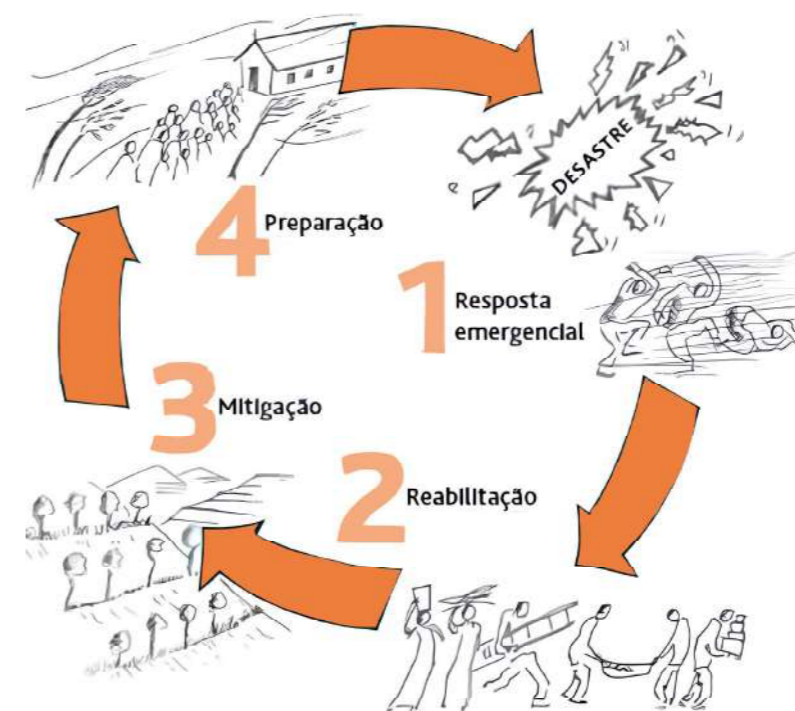 DESASTRE
1
Resposta
emergencial
2
Reabilitação
3
Mitigação
4
Preparação